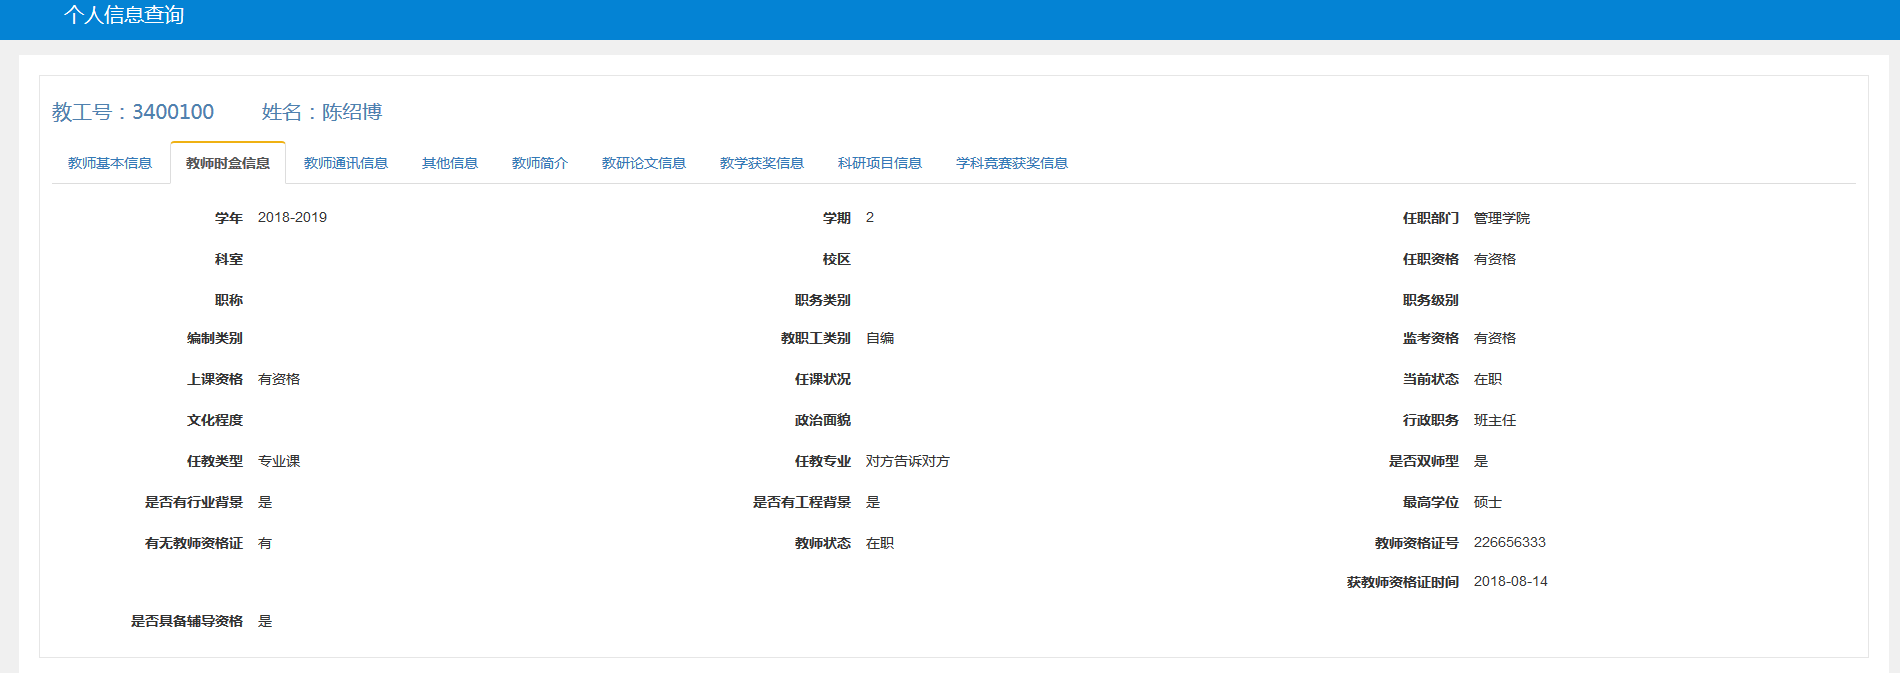 个人信息查询
教工号：3400100 姓名：陈绍博
教师基本信息 教师时盒信息 教师通讯信息 其他信息 教师简介 教研论文信息 教学获奖信息 科研项目信息 学科竞赛获奖信息
学年 2018-2019 学期 2 任职部门 管理学院
科室 校区 任职资格 有资格
职称 职务类别 职务级别
编制类别 教职工类别 自编 监考资格 有资格
上课资格 有资格 任课状况 当前状态 在职
文化程度 政治面貌 行政职务 班主任
任教类型 专业课 任教专业 对方告诉对方 是否双师型 是
是否有行业背景 是 是否有工程背景 是 最高学位 硕士
有无教师资格证 有 教师状态 在职 教师资格证号 226656333
获教师资格证时间 2018-08-14
是否具备辅导资格 是